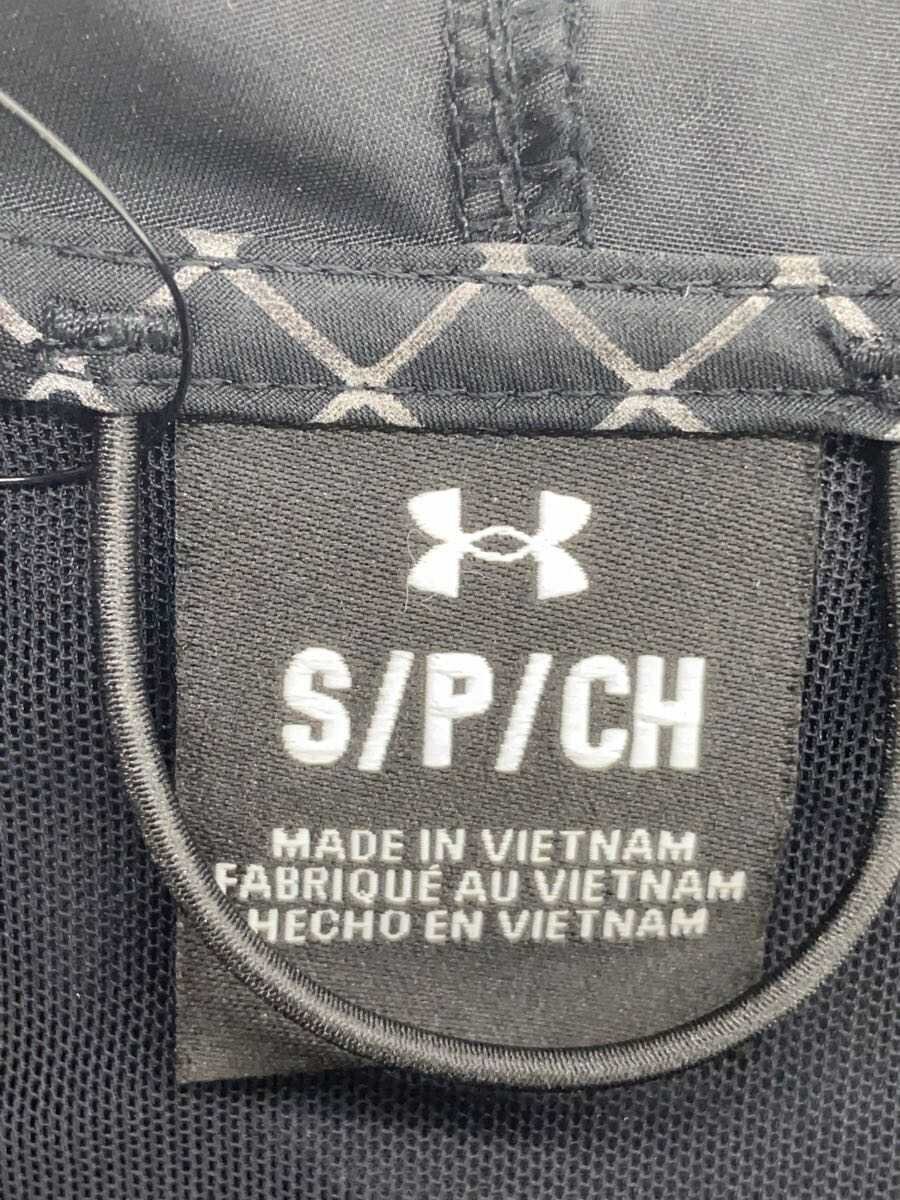 S/P/CH
MADE IN VIETNAM
FABRIQUÉ AU VIETNAM
HECHO EN VIETNAM